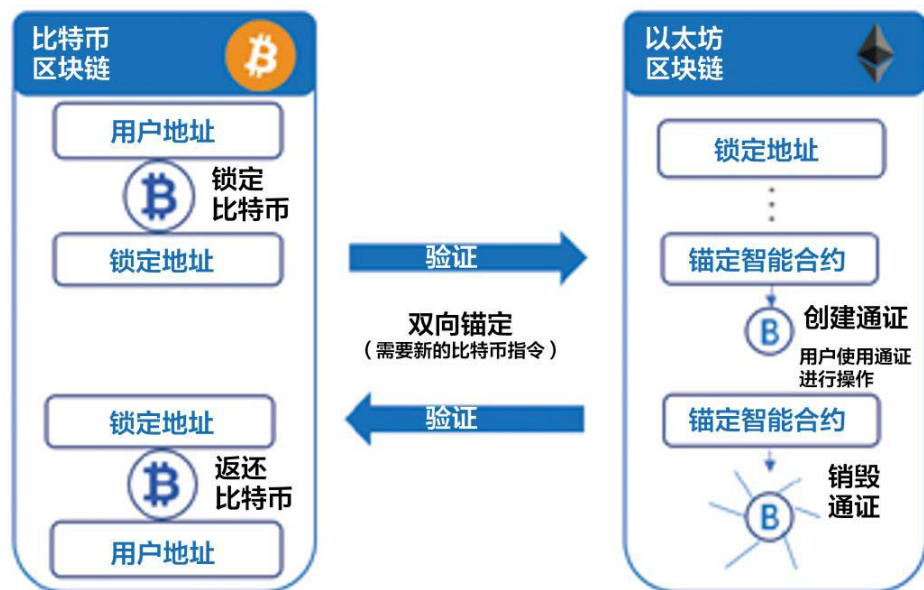 比特币
区块链
用户地址
锁定
比特币
锁定地址
锁定地址
返还
比特币
用户地址
验证
双向锚定
(需要新的比特币指令)
验证
以太坊
区块链
锁定地址
锚定智能合约
B
创建通证
用户使用通证
进行操作
锚定智能合约
销毁
通证
B